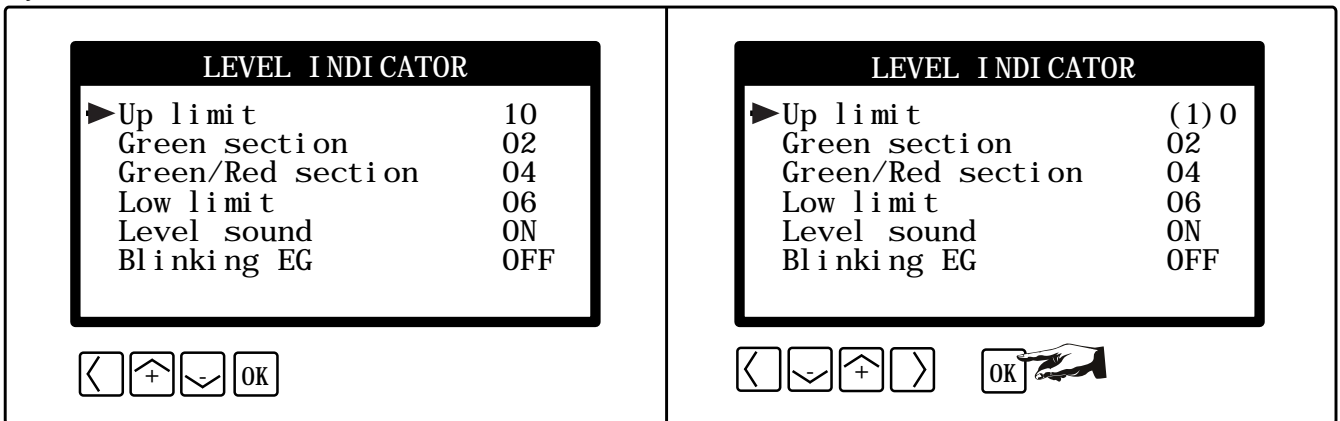 LEVEL INDICATOR
Up limit 10
Green section 02
Green/Red section 04
Low limit 06
Level sound ON
Blinking EG OFF
+ - OK
LEVEL INDICATOR
Up limit (1)0
Green section 02
Green/Red section 04
Low limit 06
Level sound ON
Blinking EG OFF
- + OK